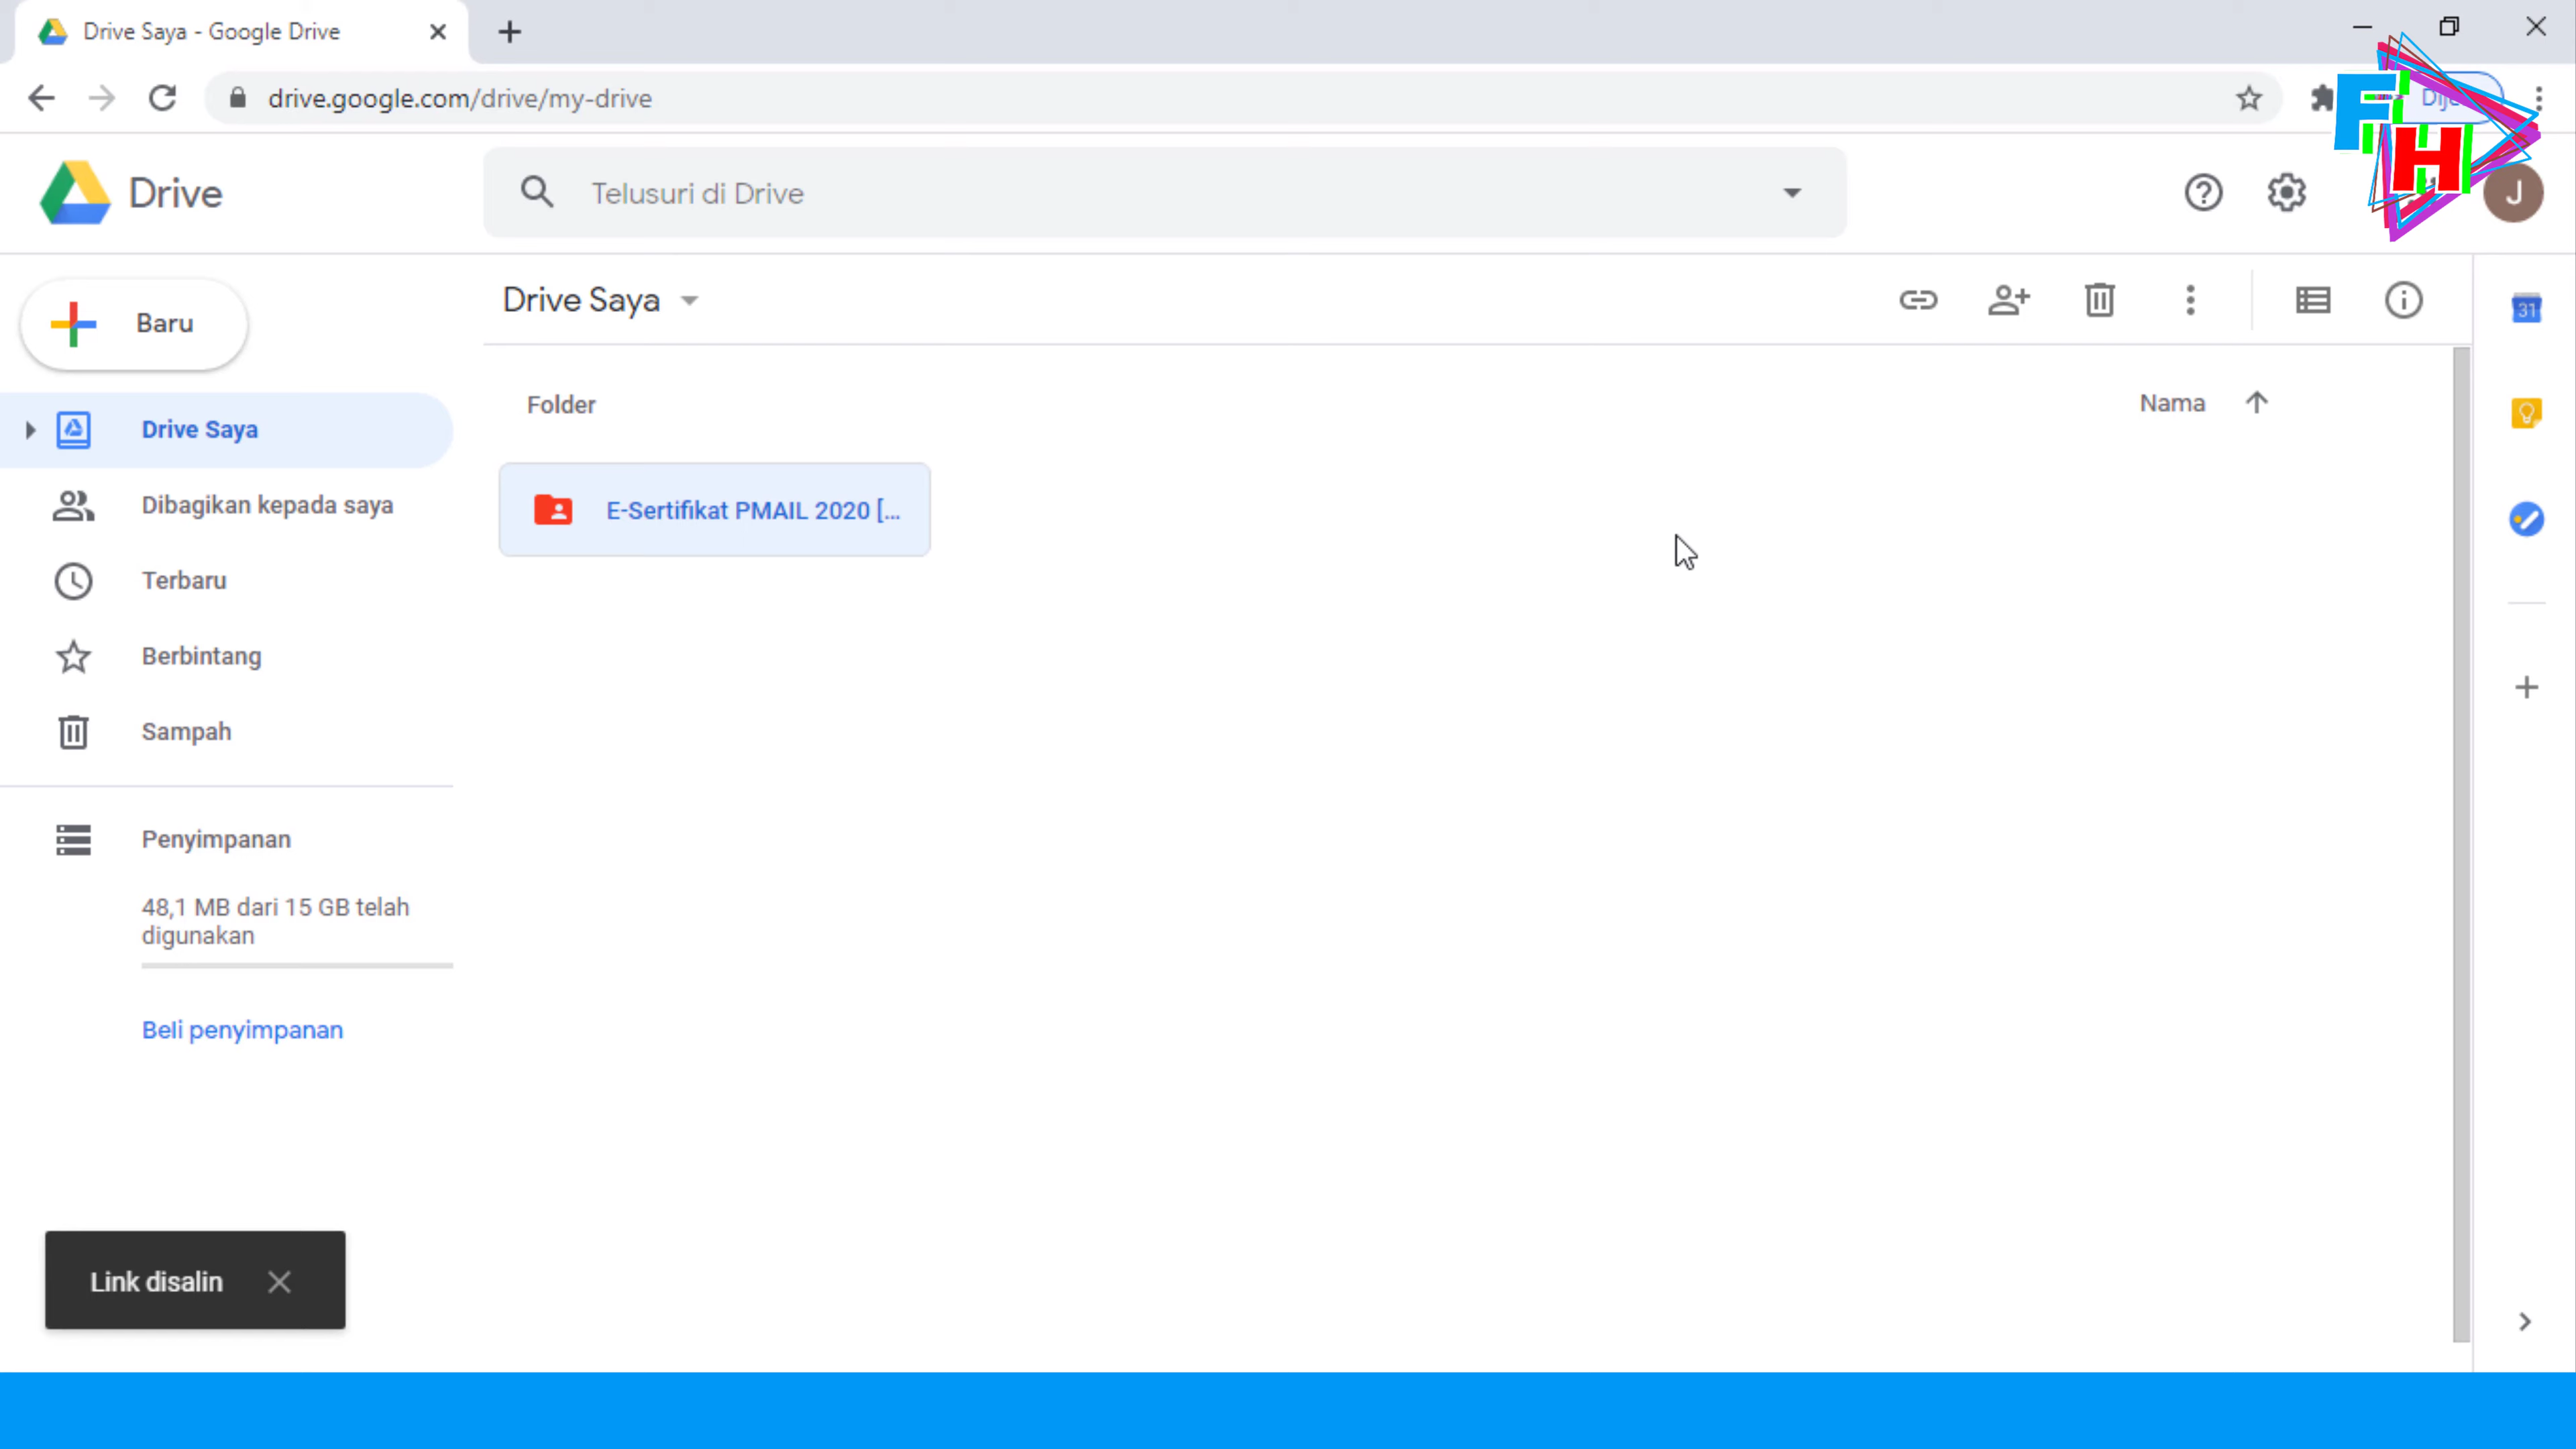 Drive Saya - Google Drive
drive.google.com/drive/my-drive
F
H
Drive
Telusuri di Drive
J
Baru
Drive Saya
31
Drive Saya
Dibagikan kepada saya
Terbaru
Berbintang
Sampah
Folder
Nama
E-Sertifikat PMAIL 2020 [...
Penyimpanan
48,1 MB dari 15 GB telah
digunakan
Beli penyimpanan
Link disalin